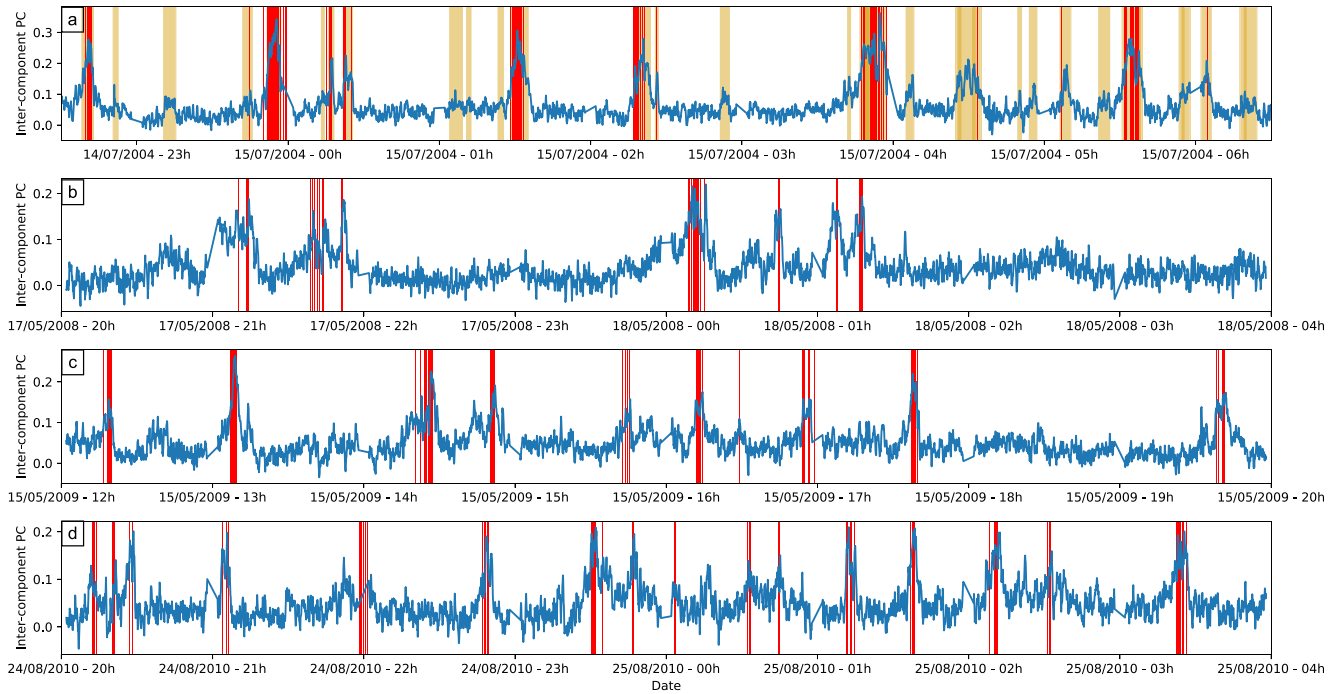 a
Inter-component PC
0.3
0.2
0.1
0.0
14/07/2004 - 23h 15/07/2004 - 00h 15/07/2004 - 01h 15/07/2004 - 02h 15/07/2004 - 03h 15/07/2004 - 04h 15/07/2004 - 05h 15/07/2004 - 06h
b
Inter-component PC
0.2
0.1
0.0
17/05/2008 - 20h 17/05/2008 - 21h 17/05/2008 - 22h 17/05/2008 - 23h 18/05/2008 - 00h 18/05/2008 - 01h 18/05/2008 - 02h 18/05/2008 - 03h 18/05/2008 - 04h
c
Inter-component PC
0.2
0.1
0.0
15/05/2009 - 12h 15/05/2009 - 13h 15/05/2009 - 14h 15/05/2009 - 15h 15/05/2009 - 16h 15/05/2009 - 17h 15/05/2009 - 18h 15/05/2009 - 19h 15/05/2009 - 20h
d
Inter-component PC
0.2
0.1
0.0
24/08/2010 - 20h 24/08/2010 - 21h 24/08/2010 - 22h 24/08/2010 - 23h 25/08/2010 - 00h 25/08/2010 - 01h 25/08/2010 - 02h 25/08/2010 - 03h 25/08/2010 - 04h
Date